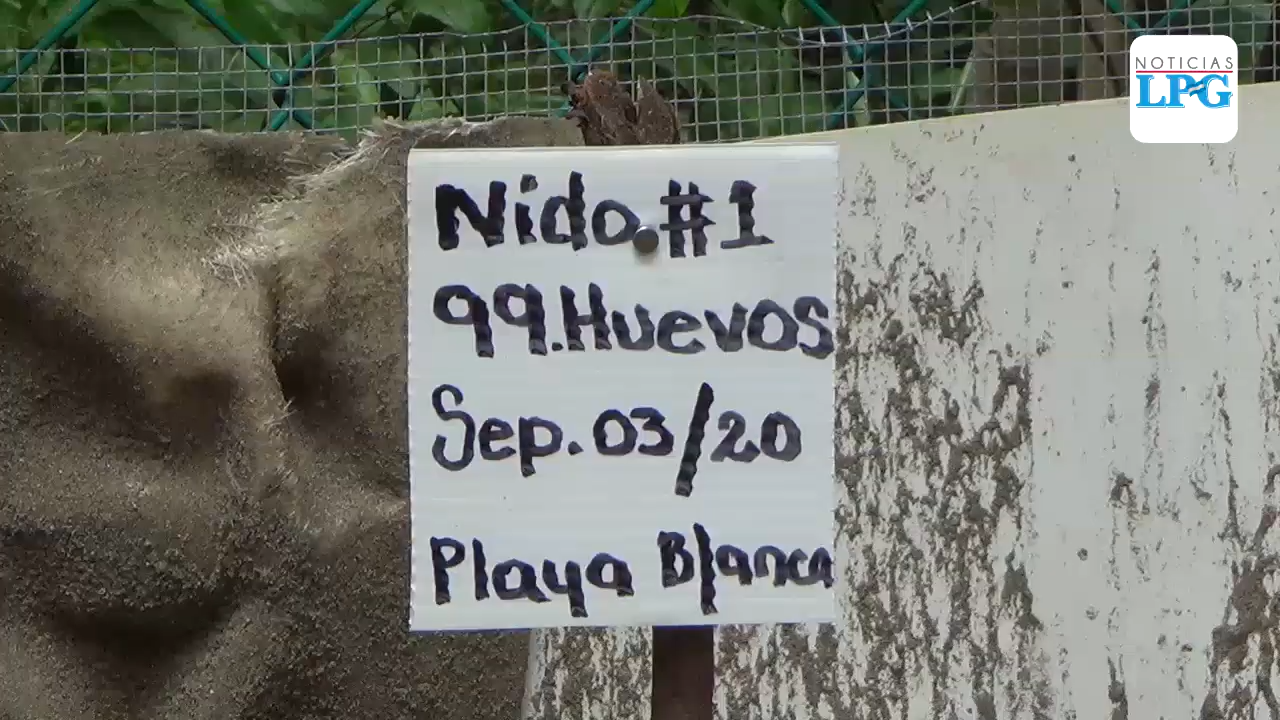 NOTICIAS
LPG
Nido #1
99. Huevos
Sep. 03/20
Playa Blanca